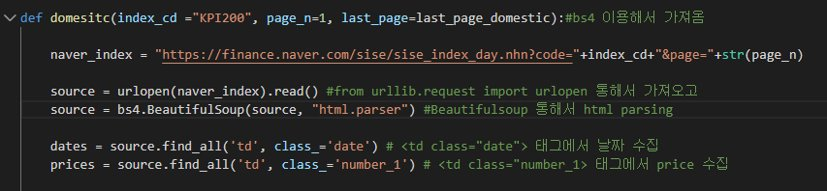 def domesitc(index_cd ="KPI200", page_n=1, last_page=last_page_domestic):#bs4 이용해서 가져옴
naver_index = "https://finance.naver.com/sise/sise_index_day.nhn?code="+index_cd+"&page="+str(page_n)
source = urlopen(naver_index).read() #from urllib.request import urlopen 통해서 가져오고
source = bs4.BeautifulSoup(source, "html.parser") #Beautifulsoup 통해서 html parsing
dates = source.find_all('td', class_='date') # <td class="date"> 태그에서 날짜 수집
prices = source.find_all('td', class_='number_1') # <td class="number_1> 태그에서 price 수집